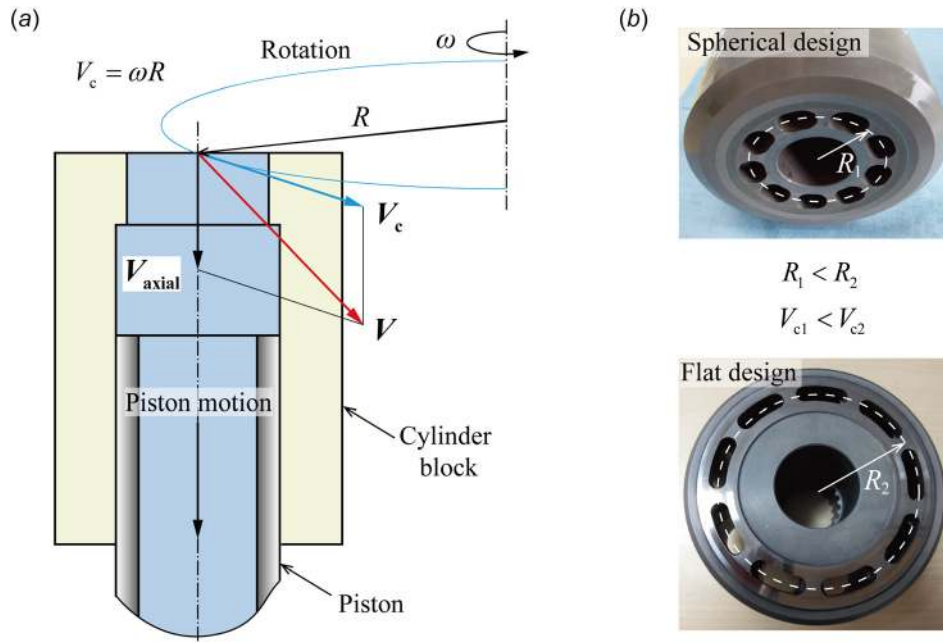 (a)
Rotation
ω
V_c = ωR
R
V_c
V_axial
V
Piston motion
Cylinder
block
Piston
(b)
Spherical design
R_1
R_1 < R_2
V_c1 < V_c2
Flat design
R_2